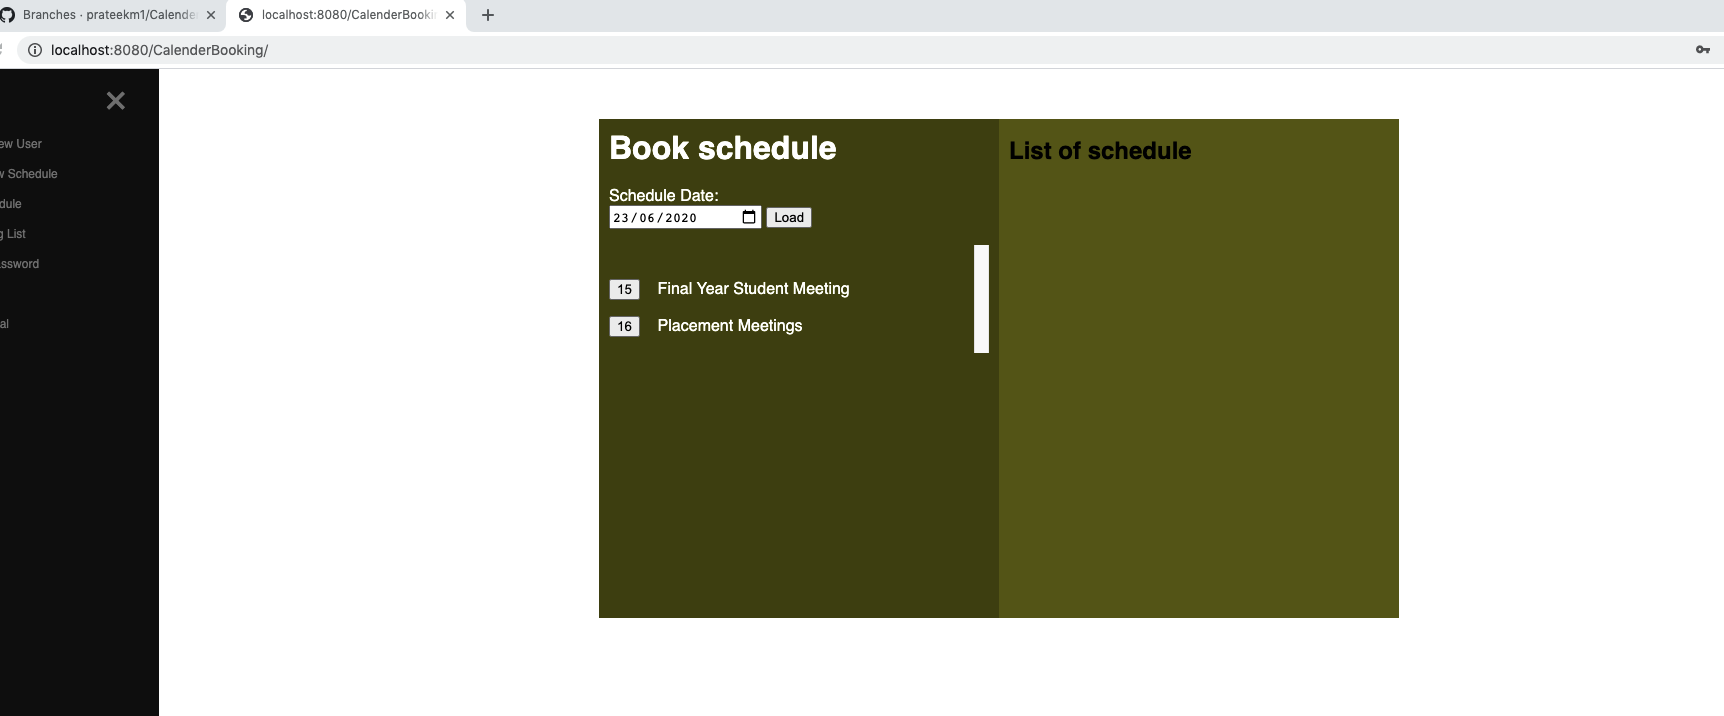 Branches · prateekm1/Calende
localhost:8080/CalenderBooki
localhost:8080/CalenderBooking/
ew User
w Schedule
dule
g List
ssword
al
Book schedule
Schedule Date:
23/06/2020 Load
15 Final Year Student Meeting
16 Placement Meetings
List of schedule